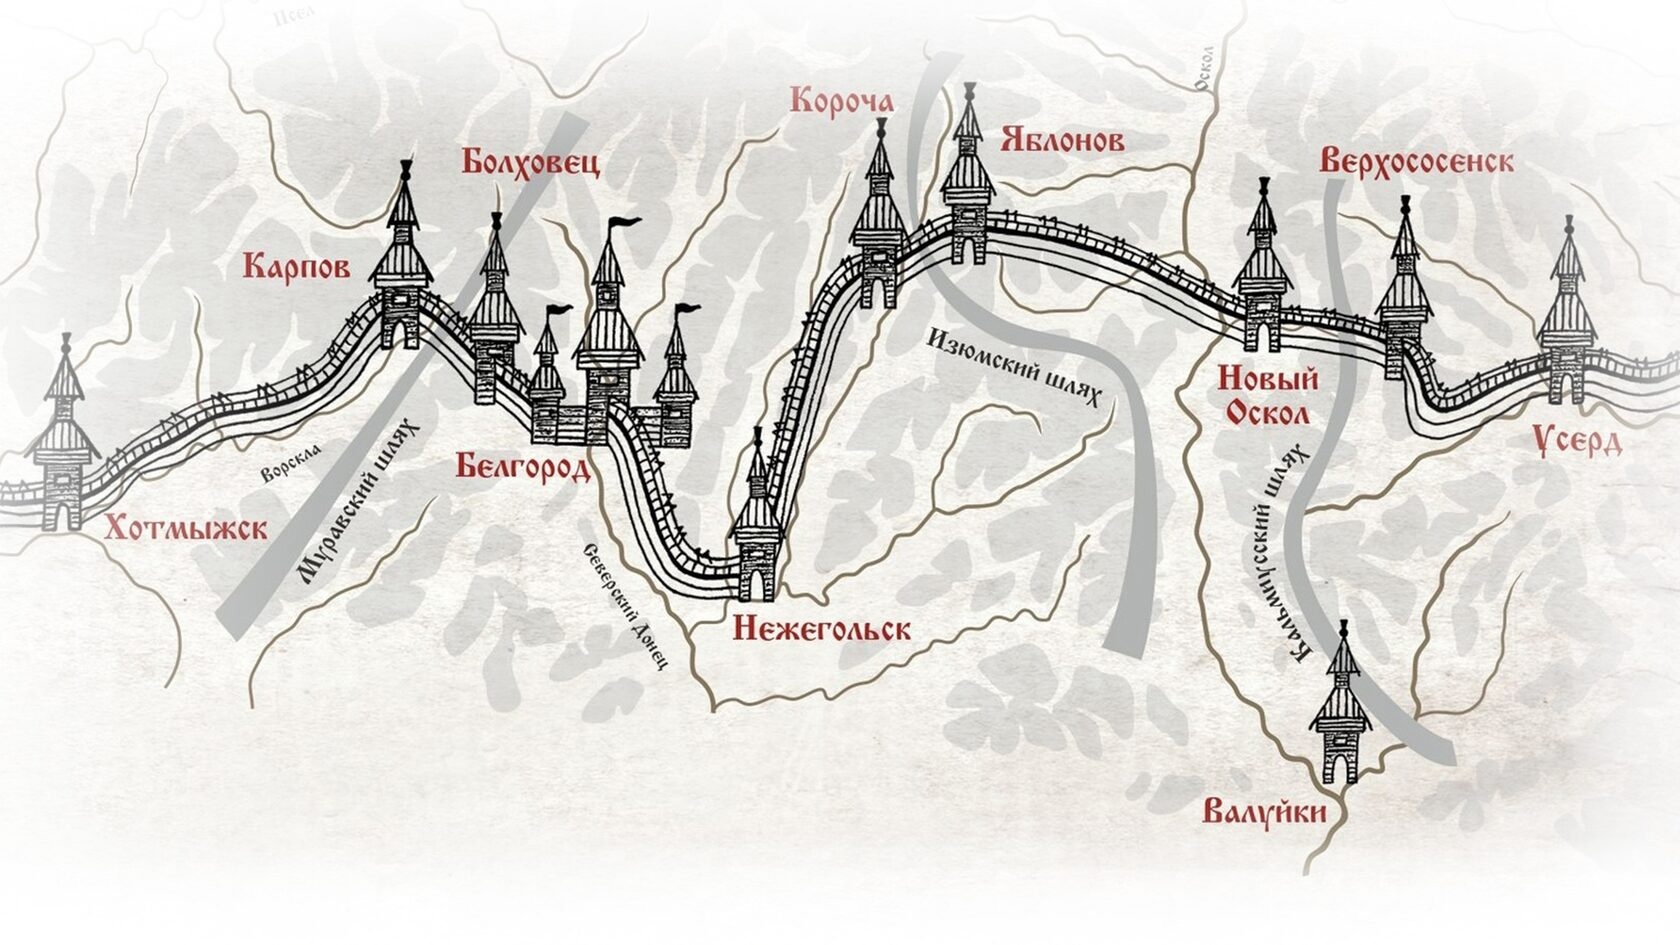 Псел
Оскол
Короча
Яблонов
Болховец
Верхососенск
Карпов
Изюмский шлях
Новый
Оскол
Усерд
Ворскла
Муравский шлях
Белгород
Хотмыжск
Кальмиусский шлях
Северский Донец
Нежегольск
Валуйки